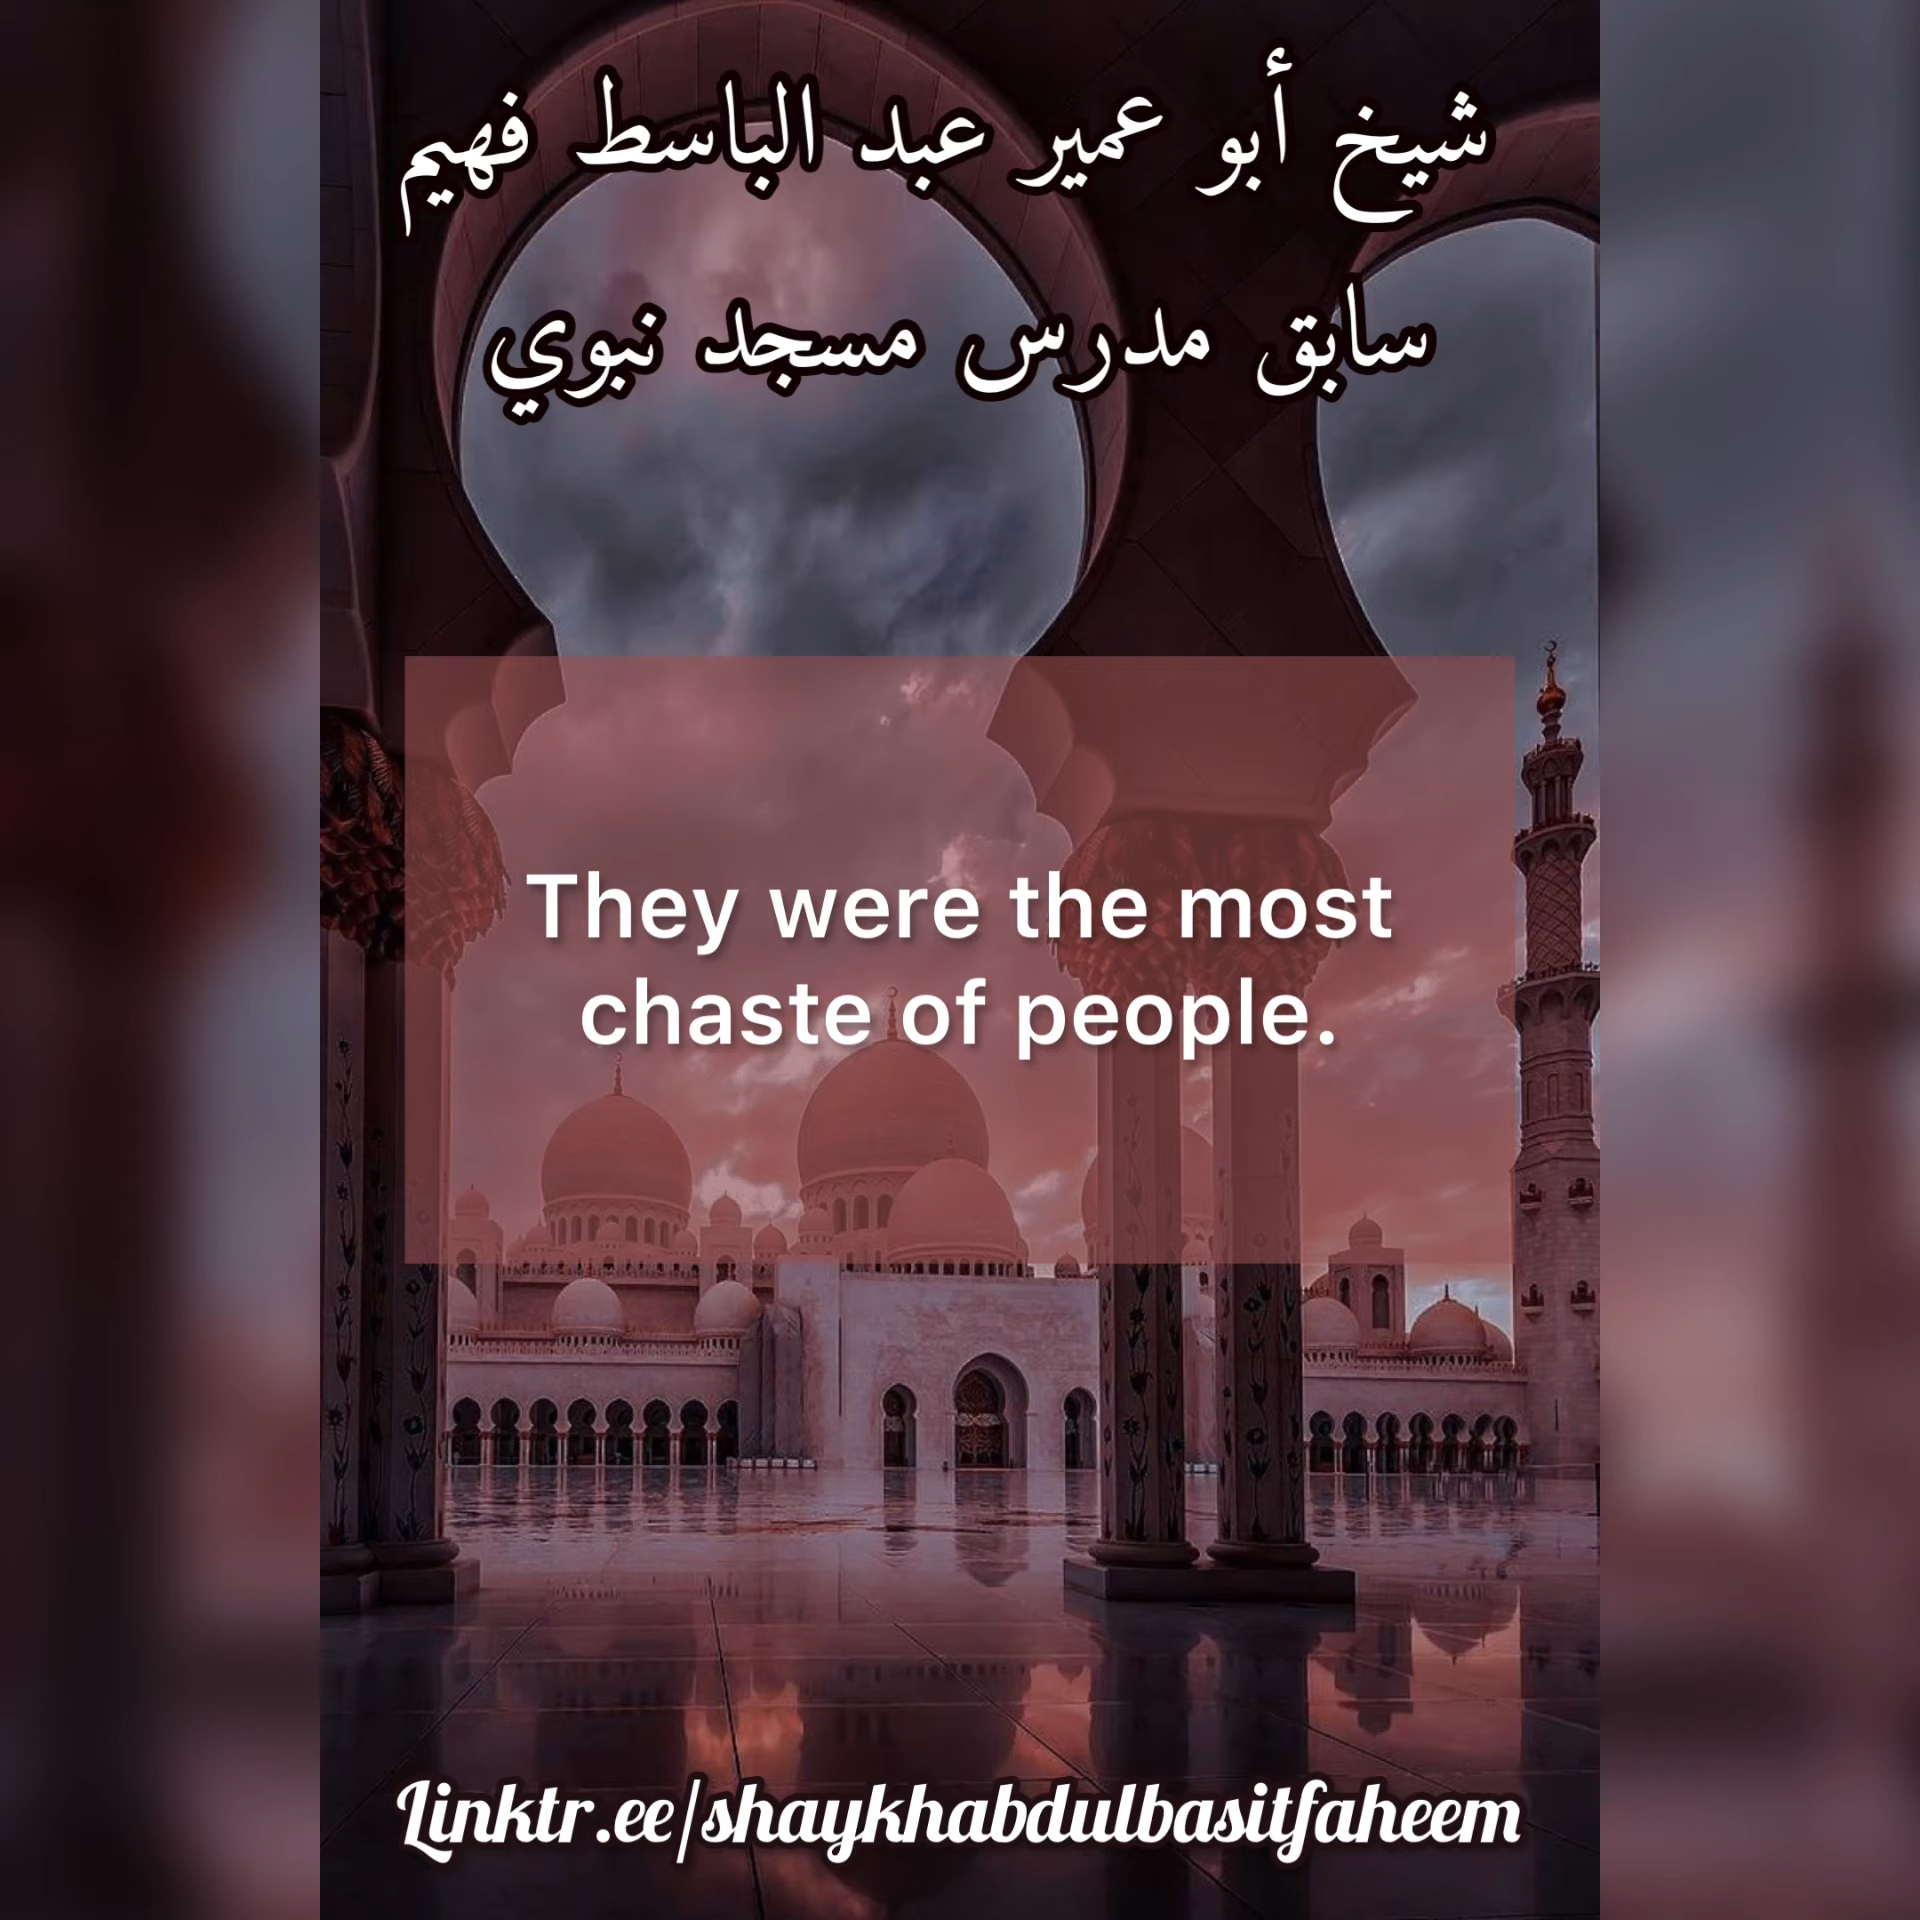 شيخ أبو عمير عبد الباسط فهيم
سابق مدرس مسجد نبوي
They were the most
chaste of people.
Linktr.ee/shaykhabdulbasitfaheem